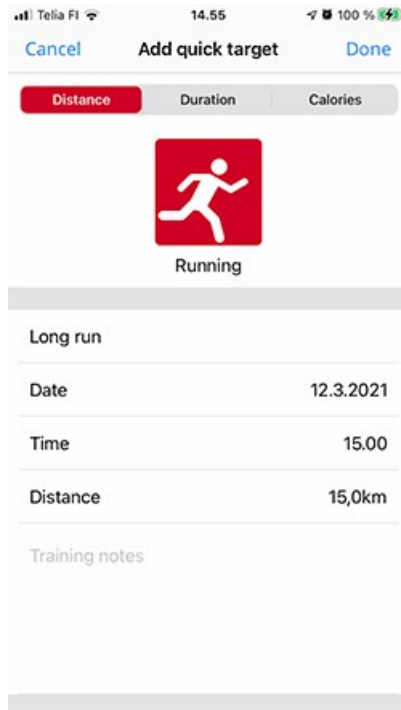 Telia FI 14.55 100 %
Cancel Add quick target Done
Distance Duration Calories
Running
Long run
Date 12.3.2021
Time 15.00
Distance 15,0km
Training notes